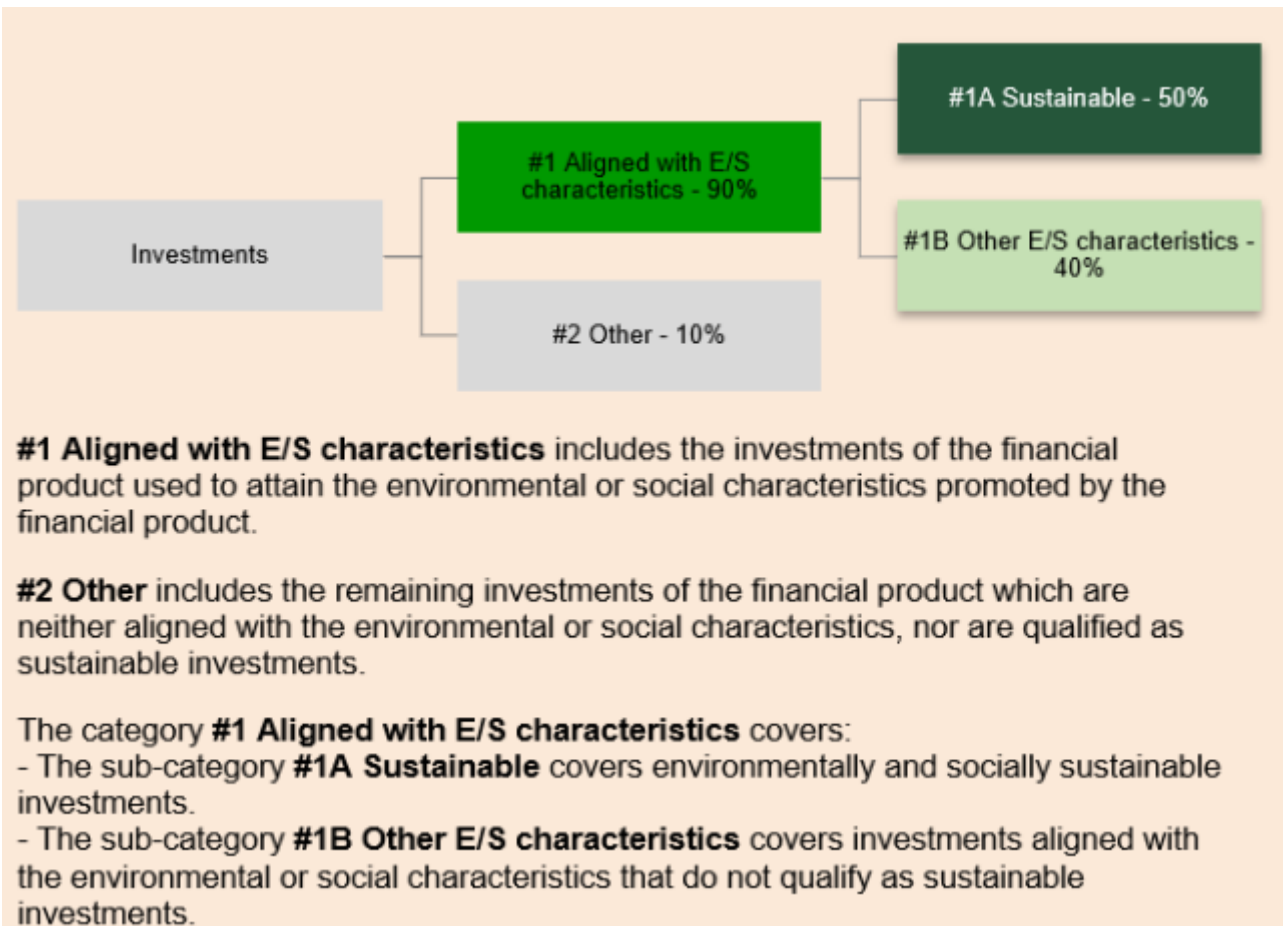 #1A Sustainable - 50%
#1 Aligned with E/S
characteristics - 90%
Investments
#1B Other E/S characteristics -
40%
#2 Other - 10%
#1 Aligned with E/S characteristics includes the investments of the financial
product used to attain the environmental or social characteristics promoted by the
financial product.
#2 Other includes the remaining investments of the financial product which are
neither aligned with the environmental or social characteristics, nor are qualified as
sustainable investments.
The category #1 Aligned with E/S characteristics covers:
- The sub-category #1A Sustainable covers environmentally and socially sustainable
investments.
- The sub-category #1B Other E/S characteristics covers investments aligned with
the environmental or social characteristics that do not qualify as sustainable
investments.